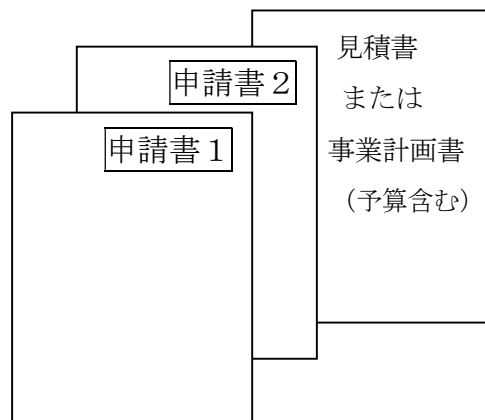 見積書
または
事業計画書
（予算含む）
申請書２
申請書１